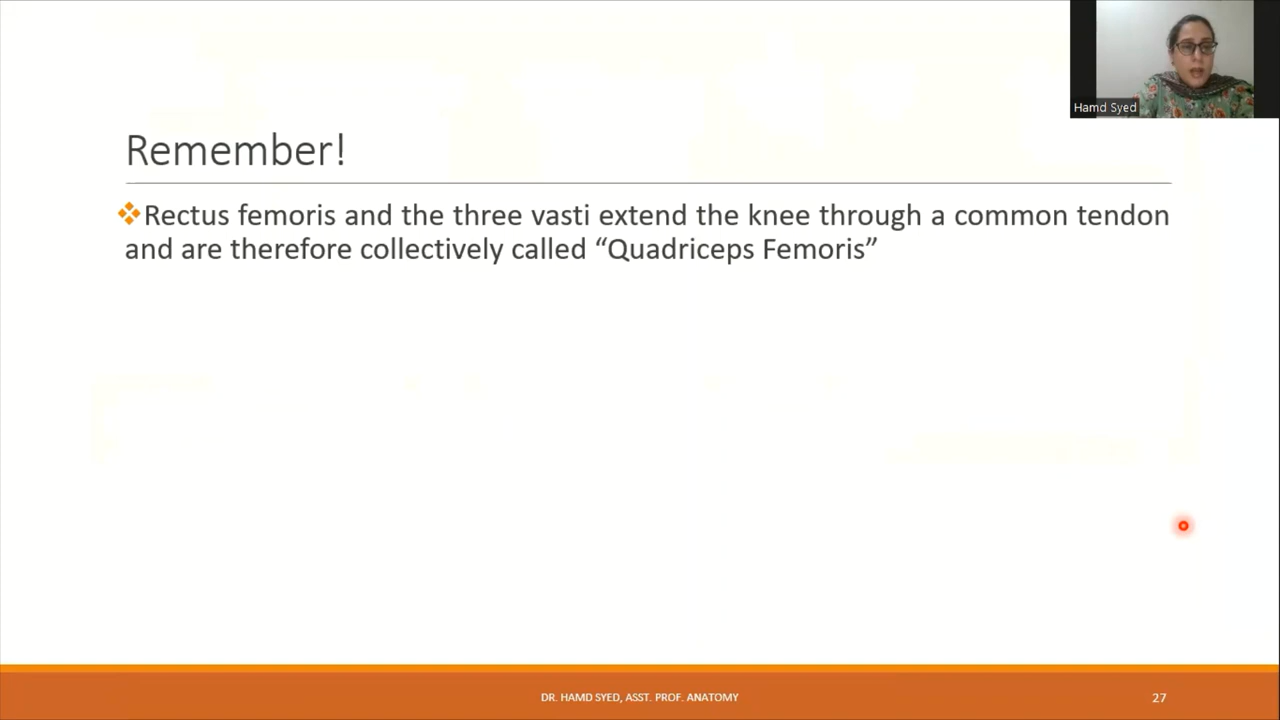 Hamd Syed
Remember!
Rectus femoris and the three vasti extend the knee through a common tendon
and are therefore collectively called “Quadriceps Femoris”
DR. HAMD SYED, ASST. PROF. ANATOMY
27